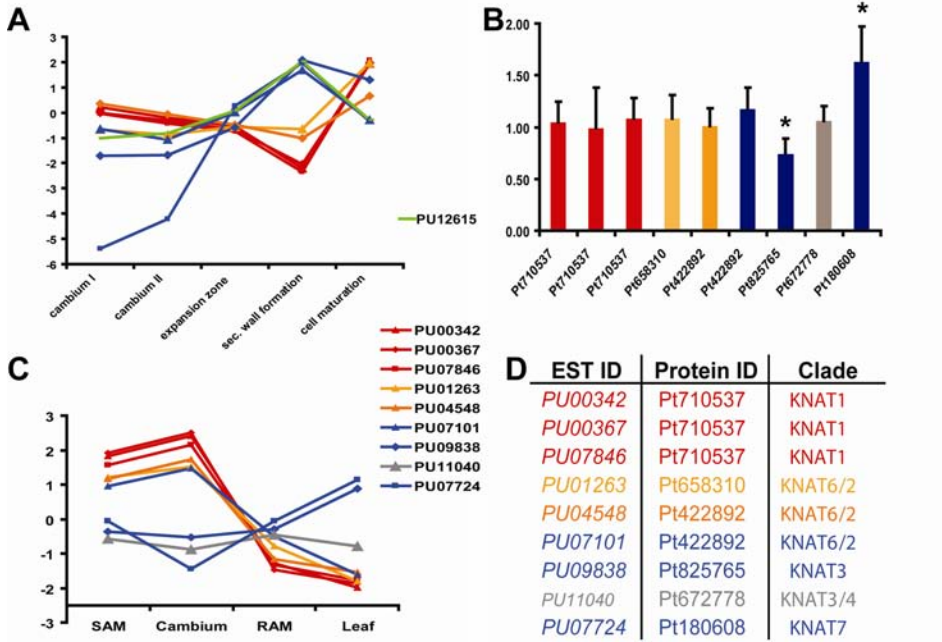 A
3
2
1
0
-1
-2
-3
-4
-5
-6
PU12615
cambium I
cambium II
expansion zone
sec. wall formation
cell maturation
B
2.00
1.50
1.00
0.50
0.00
*
*
Pt710537
Pt710537
Pt710537
Pt658310
Pt422892
Pt422892
Pt825765
Pt672778
Pt180608
PU00342
PU00367
PU07846
PU01263
PU04548
PU07101
PU09838
PU11040
PU07724
C
3
2
1
0
-1
-2
-3
SAM Cambium RAM Leaf
D EST ID Protein ID Clade
PU00342 Pt710537 KNAT1
PU00367 Pt710537 KNAT1
PU07846 Pt710537 KNAT1
PU01263 Pt658310 KNAT6/2
PU04548 Pt422892 KNAT6/2
PU07101 Pt422892 KNAT6/2
PU09838 Pt825765 KNAT3
PU11040 Pt672778 KNAT3/4
PU07724 Pt180608 KNAT7